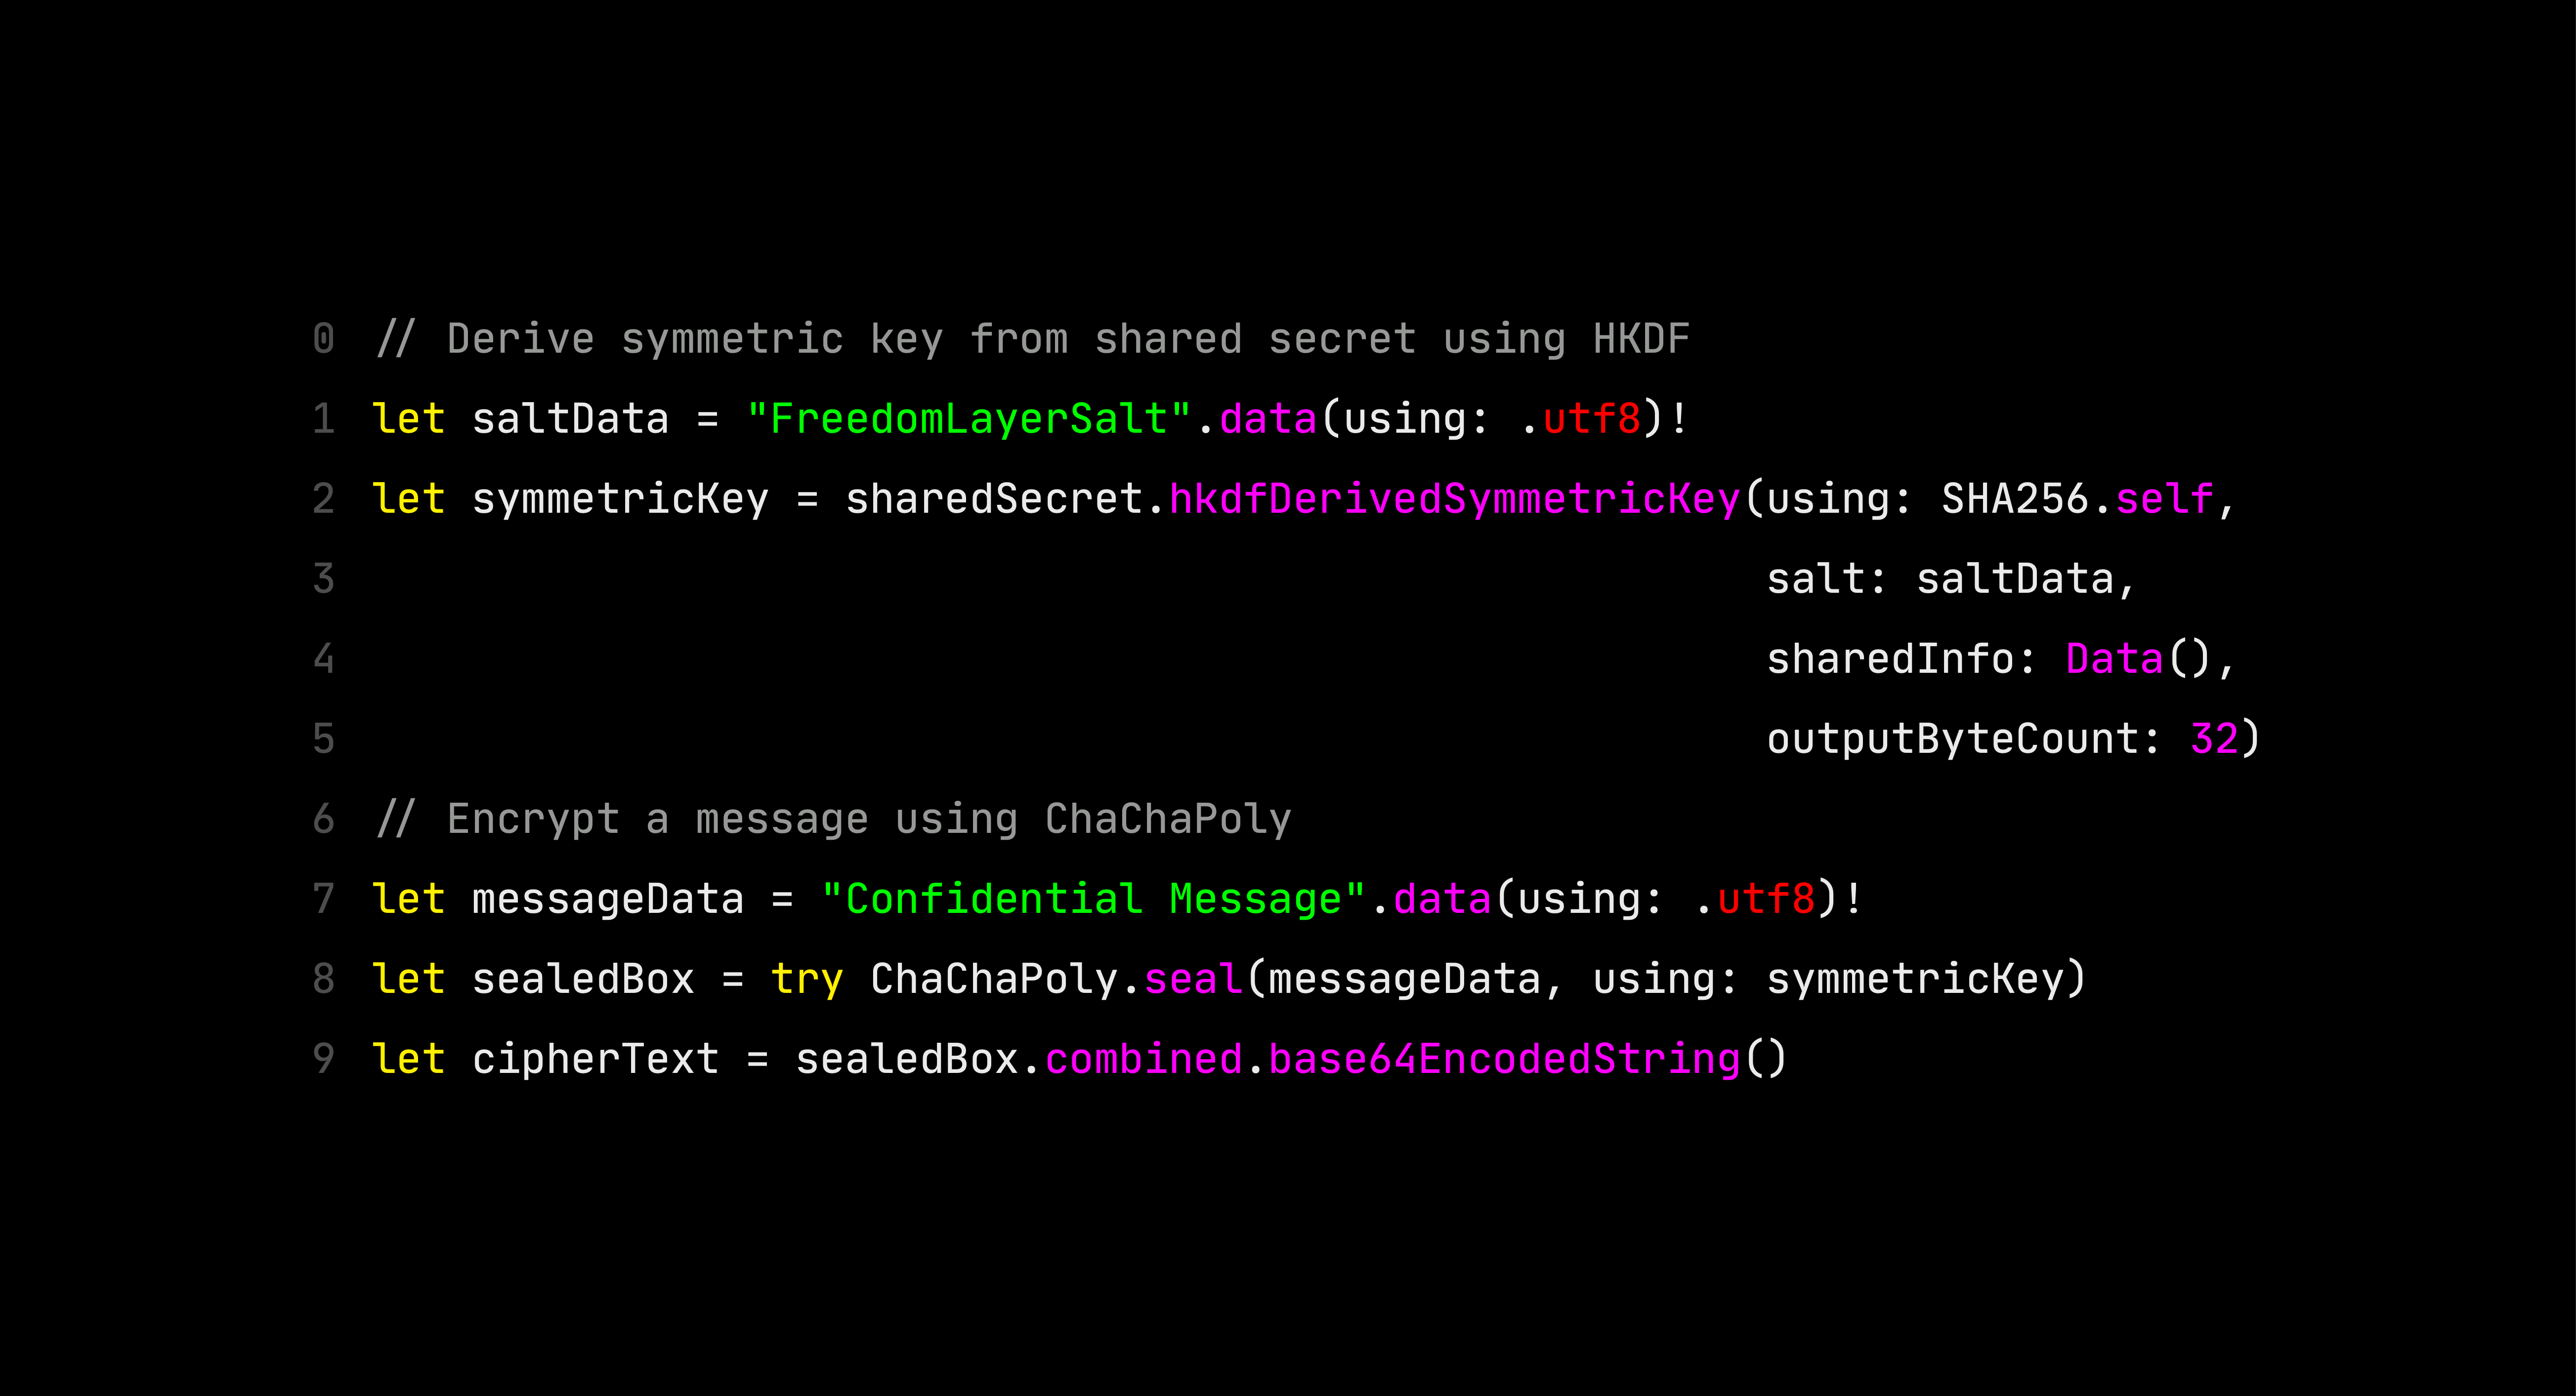 0 // Derive symmetric key from shared secret using HKDF
1 let saltData = "FreedomLayerSalt".data(using: .utf8)!
2 let symmetricKey = sharedSecret.hkdfDerivedSymmetricKey(using: SHA256.self,
3 salt: saltData,
4 sharedInfo: Data(),
5 outputByteCount: 32)
6 // Encrypt a message using ChaChaPoly
7 let messageData = "Confidential Message".data(using: .utf8)!
8 let sealedBox = try ChaChaPoly.seal(messageData, using: symmetricKey)
9 let cipherText = sealedBox.combined.base64EncodedString()